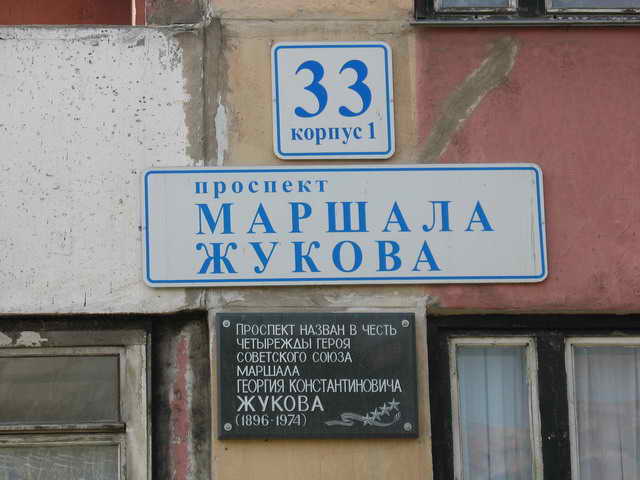 33
корпус 1
проспект
МАРШАЛА
ЖУКОВА
ПРОСПЕКТ НАЗВАН В ЧЕСТЬ
ЧЕТЫРЕЖДЫ ГЕРОЯ
СОВЕТСКОГО СОЮЗА
МАРШАЛА
ГЕОРГИЯ КОНСТАНТИНОВИЧА
ЖУКОВА
(1896-1974)